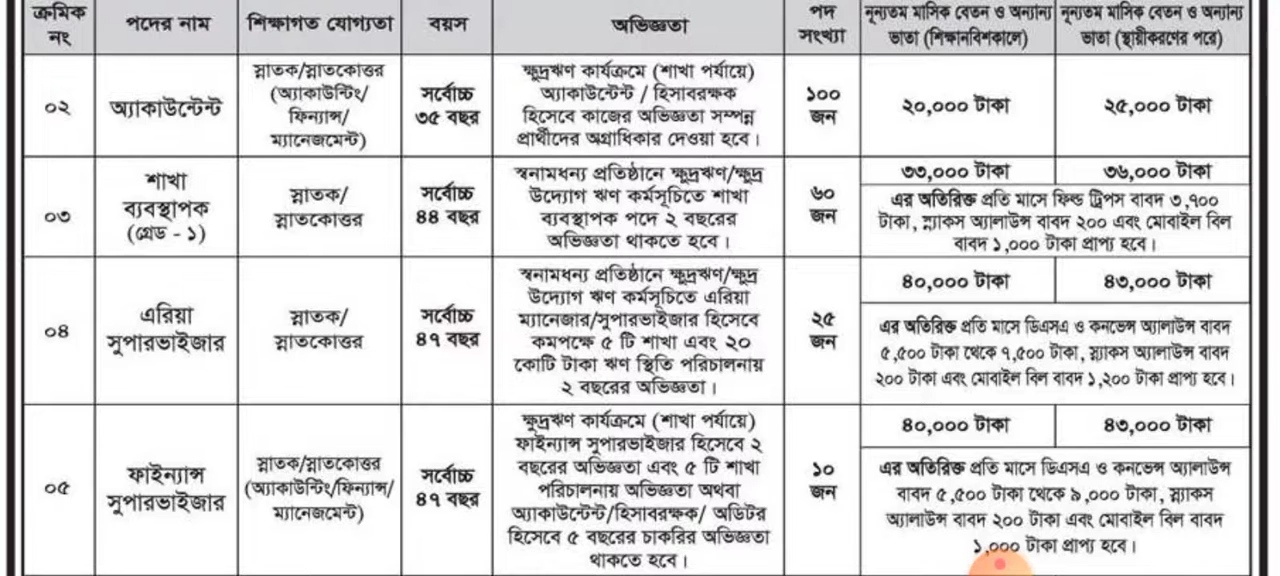 ক্রমিক নং
পদের নাম
শিক্ষাগত যোগ্যতা
বয়স
অভিজ্ঞতা
পদ সংখ্যা
নূন্যতম মাসিক বেতন ও অন্যান্য
ভাতা (শিক্ষানবিশকালে)
নূন্যতম মাসিক বেতন ও অন্যান্য
ভাতা (স্থায়ীকরণের পরে)
০২
অ্যাকাউন্টেন্ট
স্নাতক/স্নাতকোত্তর
(অ্যাকাউন্টিং/
ফিন্যান্স/
ম্যানেজমেন্ট)
সর্বোচ্চ
৩৫ বছর
ক্ষুদ্রঋণ কার্যক্রমে (শাখা পর্যায়ে)
অ্যাকাউন্টেন্ট / হিসাবরক্ষক
হিসেবে কাজের অভিজ্ঞতা সম্পন্ন
প্রার্থীদের অগ্রাধিকার দেওয়া হবে।
১০০
জন
২০,০০০ টাকা
২৫,০০০ টাকা
০৩
শাখা
ব্যবস্থাপক
(গ্রেড - ১)
স্নাতক/
স্নাতকোত্তর
সর্বোচ্চ
৪৪ বছর
স্বনামধন্য প্রতিষ্ঠানে ক্ষুদ্রঋণ/ক্ষুদ্র
উদ্যোগ ঋণ কর্মসূচিতে শাখা
ব্যবস্থাপক পদে ২ বছরের
অভিজ্ঞতা থাকতে হবে।
৬০
জন
৩৩,০০০ টাকা
৩৬,০০০ টাকা
এর অতিরিক্ত প্রতি মাসে ফিল্ড ট্রিপস বাবদ ৩,৭০০
টাকা, স্ন্যাকস অ্যালাউন্স বাবদ ২০০ এবং মোবাইল বিল
বাবদ ১,০০০ টাকা প্রাপ্য হবে।
০৪
এরিয়া
সুপারভাইজার
স্নাতক/
স্নাতকোত্তর
সর্বোচ্চ
৪৭ বছর
স্বনামধন্য প্রতিষ্ঠানে ক্ষুদ্রঋণ/ক্ষুদ্র
উদ্যোগ ঋণ কর্মসূচিতে এরিয়া
ম্যানেজার/সুপারভাইজার হিসেবে
কমপক্ষে ৫ টি শাখা এবং ২০
কোটি টাকা ঋণ স্থিতি পরিচালনায়
২ বছরের অভিজ্ঞতা।
২৫
জন
৪০,০০০ টাকা
৪৩,০০০ টাকা
এর অতিরিক্ত প্রতি মাসে ডিএসএ ও কনভেন্স অ্যালাউন্স বাবদ
৫,৫০০ টাকা থেকে ৭,৫০০ টাকা, স্ন্যাকস অ্যালাউন্স বাবদ
২০০ টাকা এবং মোবাইল বিল বাবদ ১,২০০ টাকা প্রাপ্য হবে।
০৫
ফাইন্যান্স
সুপারভাইজার
স্নাতক/স্নাতকোত্তর
(অ্যাকাউন্টিং/ফিন্যান্স/
ম্যানেজমেন্ট)
সর্বোচ্চ
৪৭ বছর
ক্ষুদ্রঋণ কার্যক্রমে (শাখা পর্যায়ে)
ফাইন্যান্স সুপারভাইজার হিসেবে ২
বছরের অভিজ্ঞতা এবং ৫ টি শাখা
পরিচালনায় অভিজ্ঞতা অথবা
অ্যাকাউন্টেন্ট/হিসাবরক্ষক/ অডিটর
হিসেবে ৫ বছরের চাকরির অভিজ্ঞতা
থাকতে হবে।
১০
জন
৪০,০০০ টাকা
৪৩,০০০ টাকা
এর অতিরিক্ত প্রতি মাসে ডিএসএ ও কনভেন্স অ্যালাউন্স
বাবদ ৫,৫০০ টাকা থেকে ৯,০০০ টাকা, স্ন্যাকস
অ্যালাউন্স বাবদ ২০০ টাকা এবং মোবাইল বিল বাবদ
১,০০০ টাকা প্রাপ্য হবে।